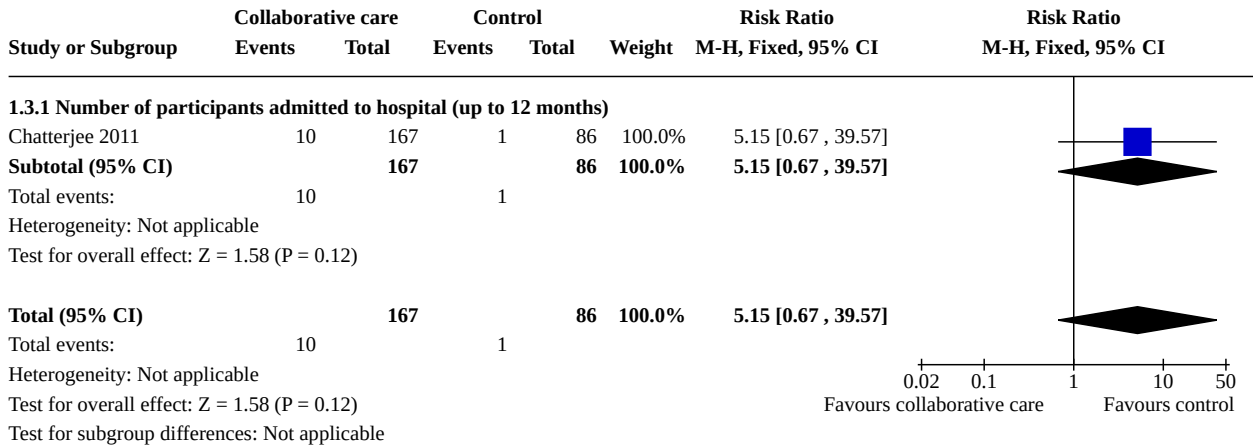 Collaborative care Control Risk Ratio Risk Ratio
Study or Subgroup Events Total Events Total Weight M-H, Fixed, 95% CI M-H, Fixed, 95% CI
1.3.1 Number of participants admitted to hospital (up to 12 months)
Chatterjee 2011 10 167 1 86 100.0% 5.15 [0.67 , 39.57]
Subtotal (95% CI) 167 86 100.0% 5.15 [0.67 , 39.57]
Total events: 10 1
Heterogeneity: Not applicable
Test for overall effect: Z = 1.58 (P = 0.12)
Total (95% CI) 167 86 100.0% 5.15 [0.67 , 39.57]
Total events: 10 1
Heterogeneity: Not applicable 0.02 0.1 1 10 50
Test for overall effect: Z = 1.58 (P = 0.12) Favours collaborative care Favours control
Test for subgroup differences: Not applicable